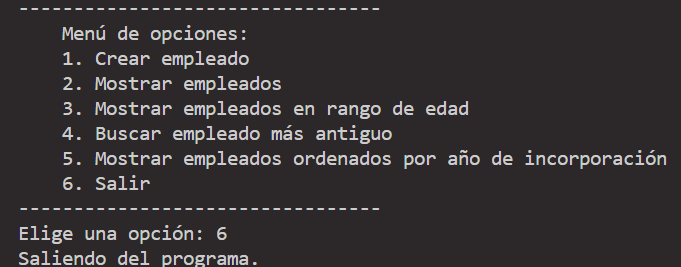 ---------------------------------
Menú de opciones:
1. Crear empleado
2. Mostrar empleados
3. Mostrar empleados en rango de edad
4. Buscar empleado más antiguo
5. Mostrar empleados ordenados por año de incorporación
6. Salir
---------------------------------
Elige una opción: 6
Saliendo del programa.